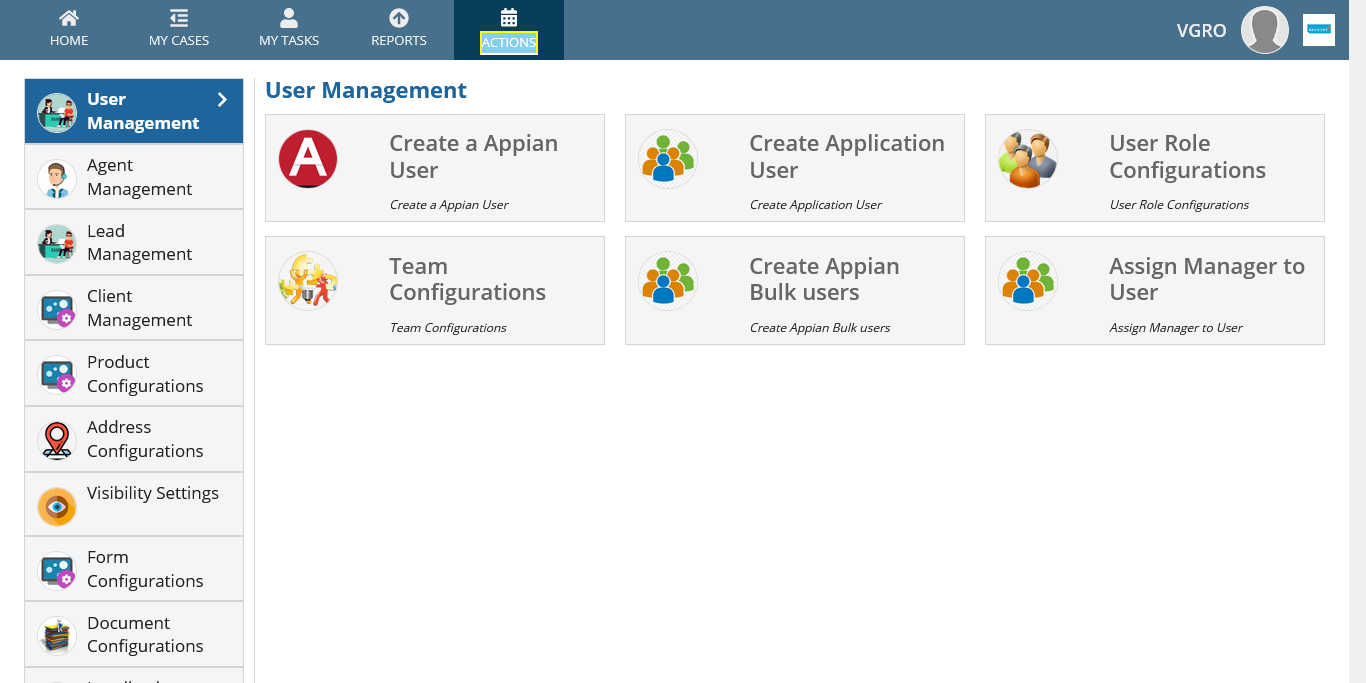 HOME
MY CASES
MY TASKS
REPORTS
ACTIONS
VGRO
User
Management
Agent
Management
Lead
Management
Client
Management
Product
Configurations
Address
Configurations
Visibility Settings
Form
Configurations
Document
Configurations
User Management
Create a Appian
User
Create a Appian User
Create Application
User
Create Application User
User Role
Configurations
User Role Configurations
Team
Configurations
Team Configurations
Create Appian
Bulk users
Create Appian Bulk users
Assign Manager to
User
Assign Manager to User